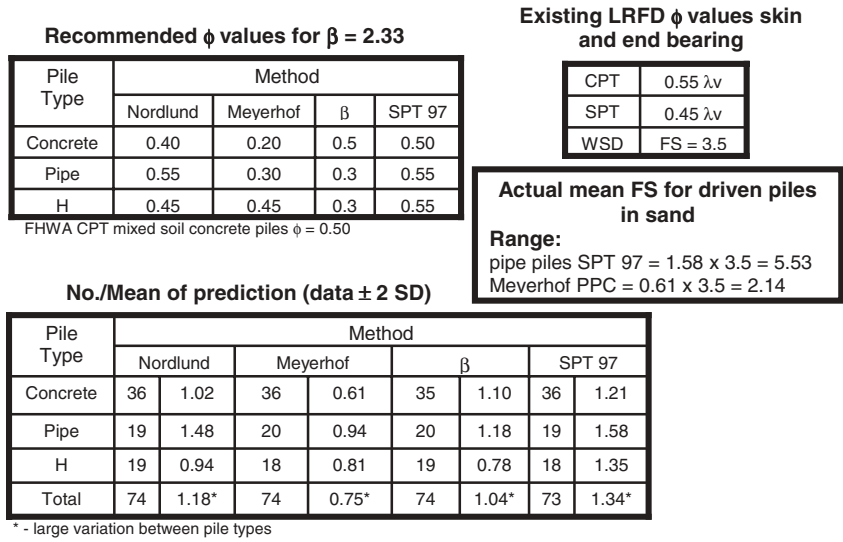 Recommended ϕ values for β = 2.33
Pile Type Method
Nordlund Meyerhof β SPT 97
Concrete 0.40 0.20 0.5 0.50
Pipe 0.55 0.30 0.3 0.55
H 0.45 0.45 0.3 0.55
FHWA CPT mixed soil concrete piles ϕ = 0.50
Existing LRFD ϕ values skin
and end bearing
CPT 0.55 λv
SPT 0.45 λv
WSD FS = 3.5
Actual mean FS for driven piles
in sand
Range:
pipe piles SPT 97 = 1.58 x 3.5 = 5.53
Meyerhof PPC = 0.61 x 3.5 = 2.14
No./Mean of prediction (data ± 2 SD)
Pile Type Method
Nordlund Meyerhof β SPT 97
Concrete 36 1.02 36 0.61 35 1.10 36 1.21
Pipe 19 1.48 20 0.94 20 1.18 19 1.58
H 19 0.94 18 0.81 19 0.78 18 1.35
Total 74 1.18* 74 0.75* 74 1.04* 73 1.34*
* - large variation between pile types